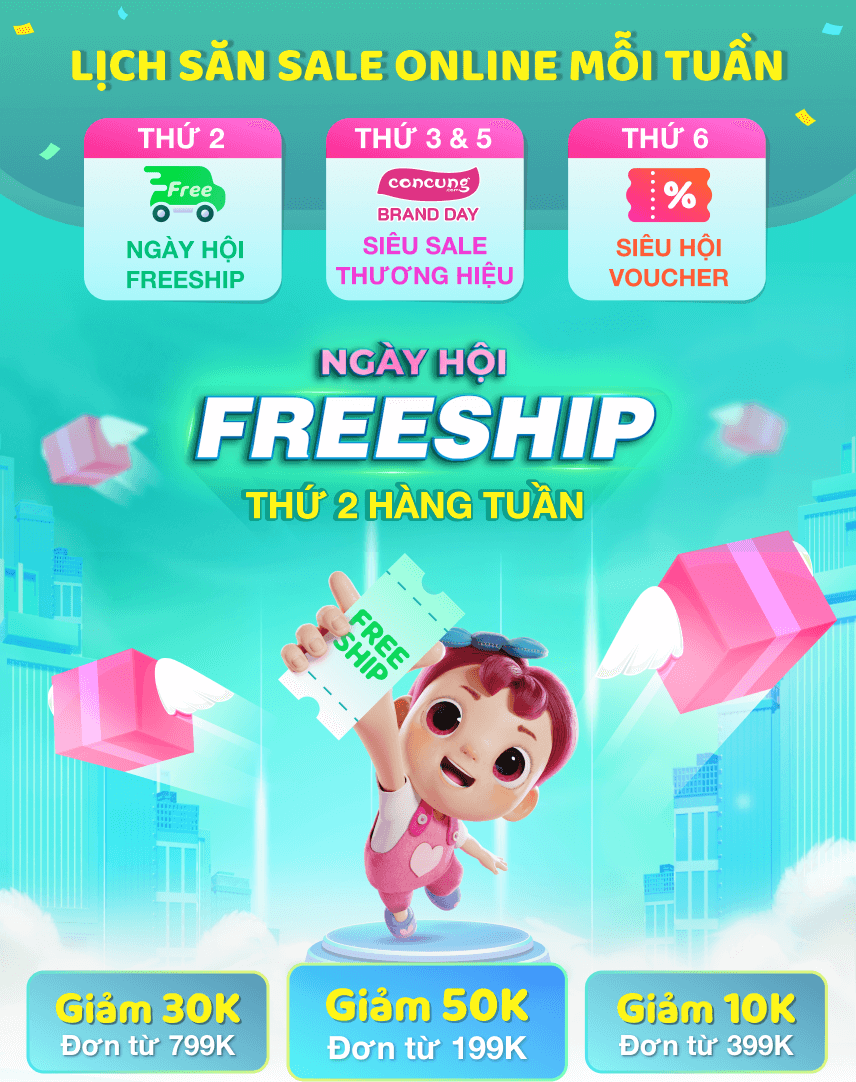 LỊCH SĂN SALE ONLINE MỖI TUẦN
THỨ 2
Free
NGÀY HỘI
FREESHIP
THỨ 3 & 5
concung
.com
BRAND DAY
SIÊU SALE
THƯƠNG HIỆU
THỨ 6
%
SIÊU HỘI
VOUCHER
NGÀY HỘI
FREESHIP
THỨ 2 HÀNG TUẦN
FREE
SHIP
Giảm 30K
Đơn từ 799K
Giảm 50K
Đơn từ 199K
Giảm 10K
Đơn từ 399K